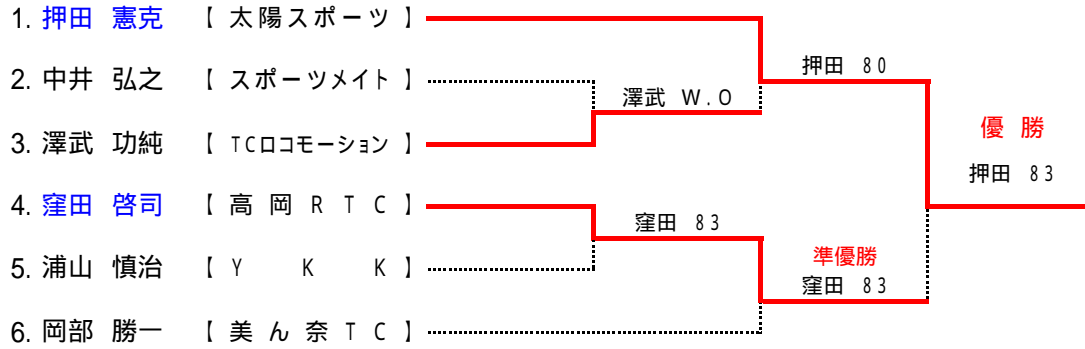 1. 押田 憲克 【 太陽スポーツ 】
押田 80
2. 中井 弘之 【 スポーツメイト 】
澤武 W.O
3. 澤武 功純 【 TCロコモーション 】
優 勝
押田 83
4. 窪田 啓司 【 高 岡 R T C 】
窪田 83
5. 浦山 慎治 【 Y K K 】
準優勝
窪田 83
6. 岡部 勝一 【 美 ん 奈 T C 】